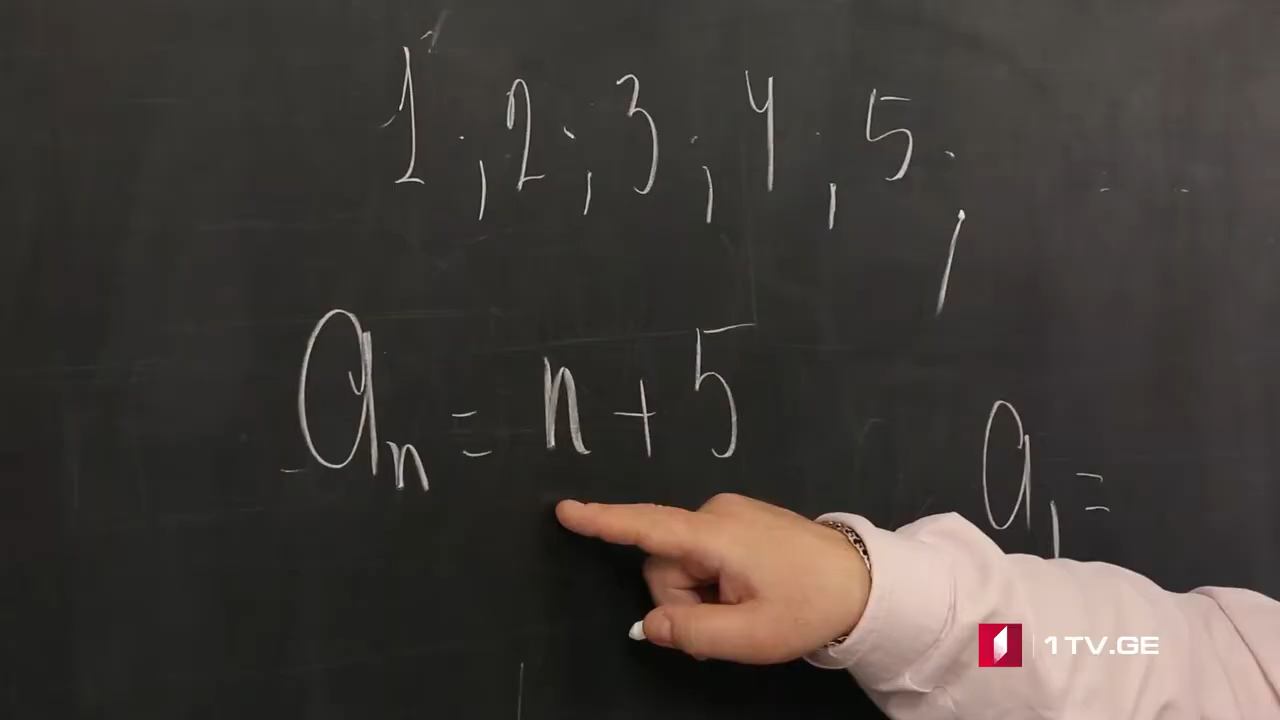 1 ; 2 ; 3 ; 4 ; 5 ;
aₙ = n + 5
a₁ =
1TV.GE